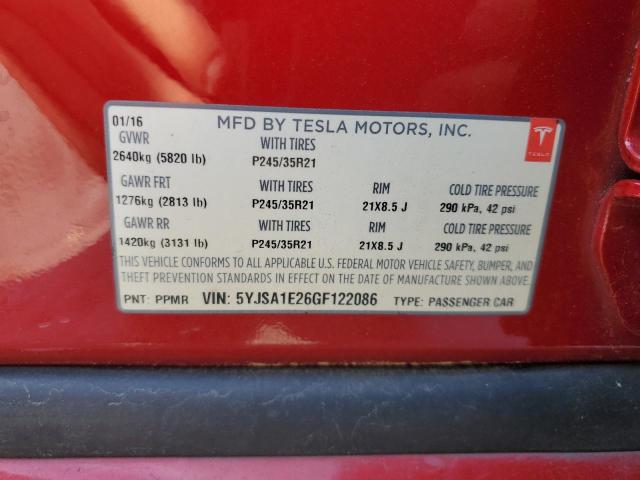 01/16 MFD BY TESLA MOTORS, INC.
GVWR WITH TIRES
2640kg (5820 lb) P245/35R21
TESLA
GAWR FRT WITH TIRES RIM COLD TIRE PRESSURE
1276kg (2813 lb) P245/35R21 21X8.5 J 290 kPa, 42 psi
GAWR RR WITH TIRES RIM COLD TIRE PRESSURE
1420kg (3131 lb) P245/35R21 21X8.5 J 290 kPa, 42 psi
THIS VEHICLE CONFORMS TO ALL APPLICABLE U.S. FEDERAL MOTOR VEHICLE SAFETY, BUMPER, AND
THEFT PREVENTION STANDARDS IN EFFECT ON THE DATE OF MANUFACTURE SHOWN ABOVE.
PNT: PPMR VIN: 5YJSA1E26GF122086 TYPE: PASSENGER CAR